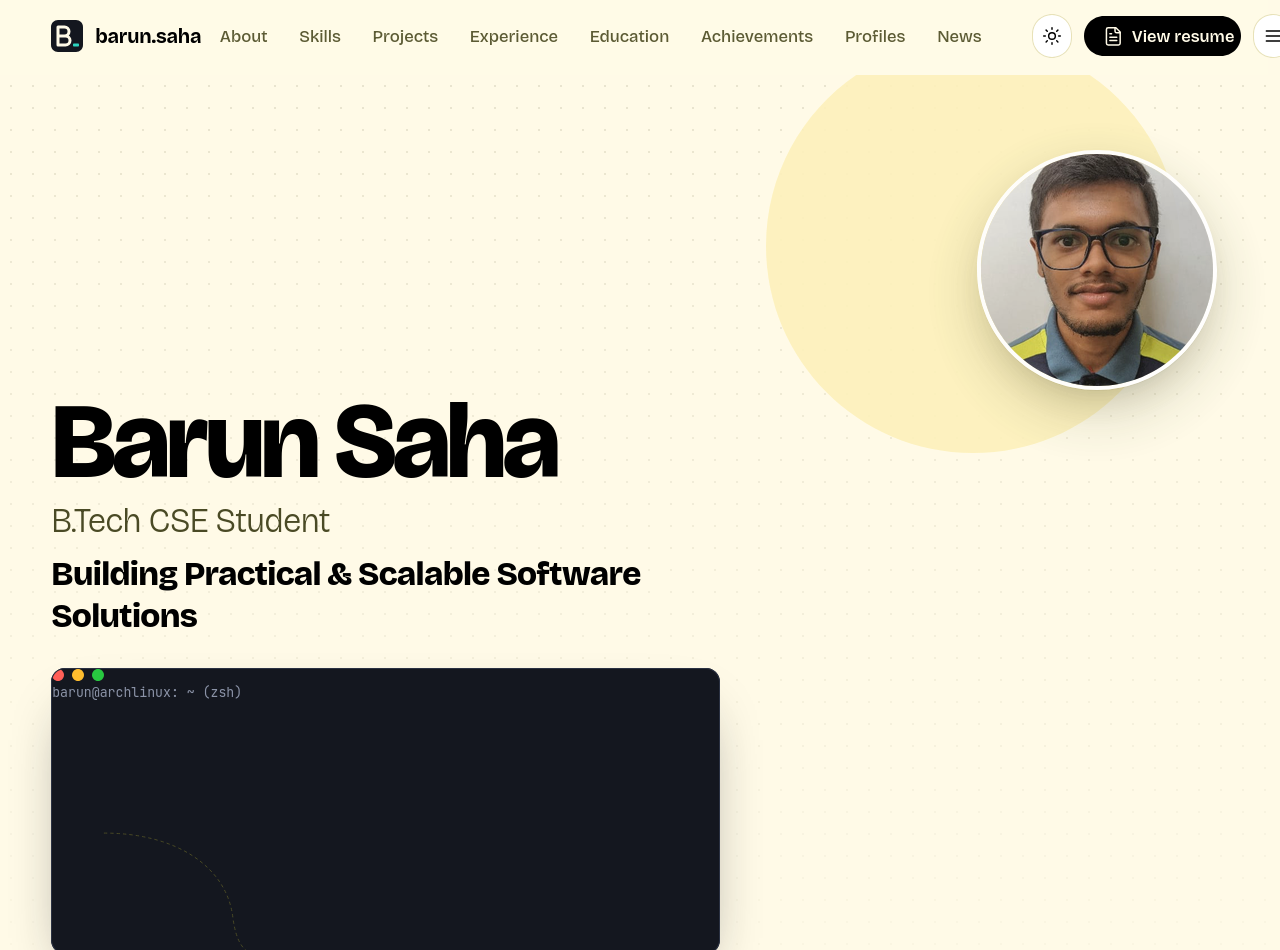 B.
barun.saha
About
Skills
Projects
Experience
Education
Achievements
Profiles
News
View resume
Barun Saha
B.Tech CSE Student
Building Practical & Scalable Software
Solutions
barun@archlinux: ~ (zsh)